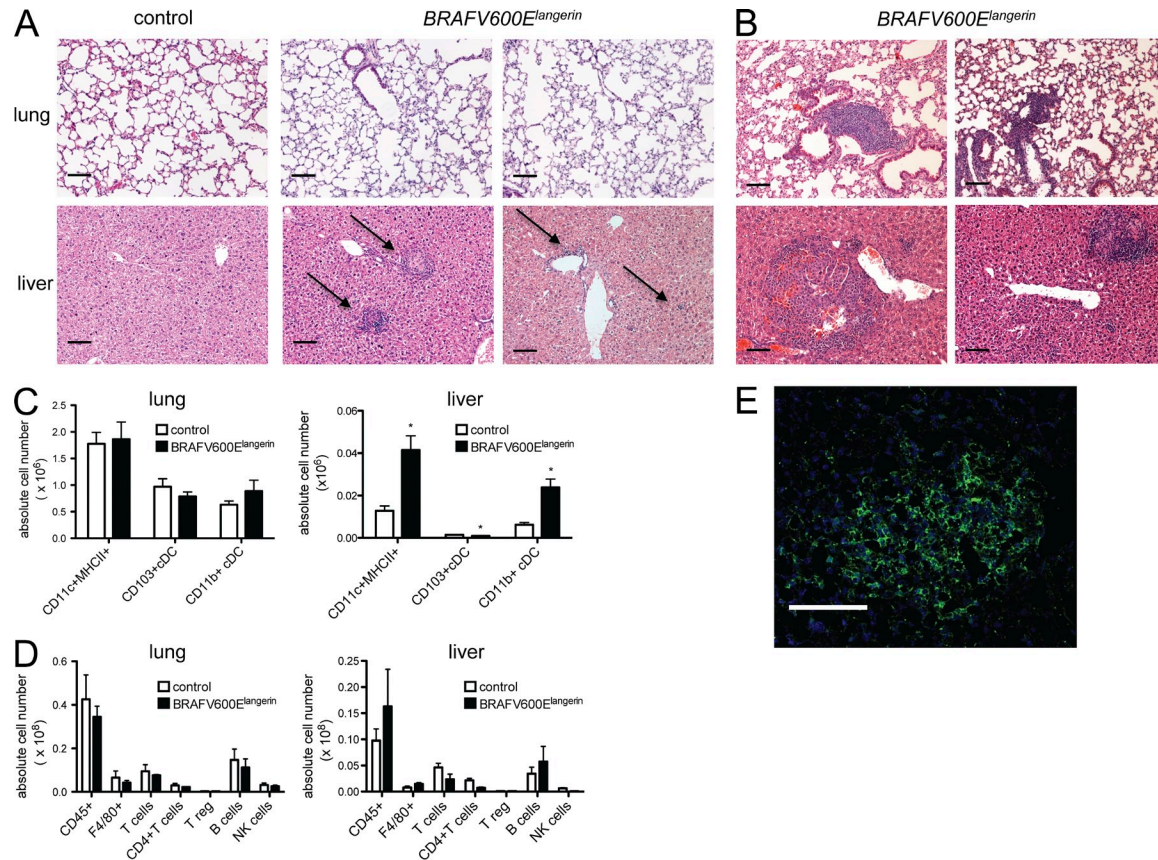 A
control
BRAFV600Elangerin
lung
liver
B
BRAFV600Elangerin
C
lung
absolute cell number
( x 106)
2.5
2.0
1.5
1.0
0.5
0.0
control
BRAFV600Elangerin
CD11c+MHCII+
CD103+cDC
CD11b+ cDC
liver
absolute cell number
(x106)
0.06
0.04
0.02
0.00
control
BRAFV600Elangerin
*
*
*
CD11c+MHCII+
CD103+cDC
CD11b+ cDC
E
D
lung
absolute cell number
( x 108)
0.6
0.4
0.2
0.0
control
BRAFV600Elangerin
CD45+
F4/80+
T cells
CD4+T cells
T reg
B cells
NK cells
liver
absolute cell number
( x 108)
0.25
0.20
0.15
0.10
0.05
0.00
control
BRAFV600Elangerin
CD45+
F4/80+
T cells
CD4+T cells
T reg
B cells
NK cells